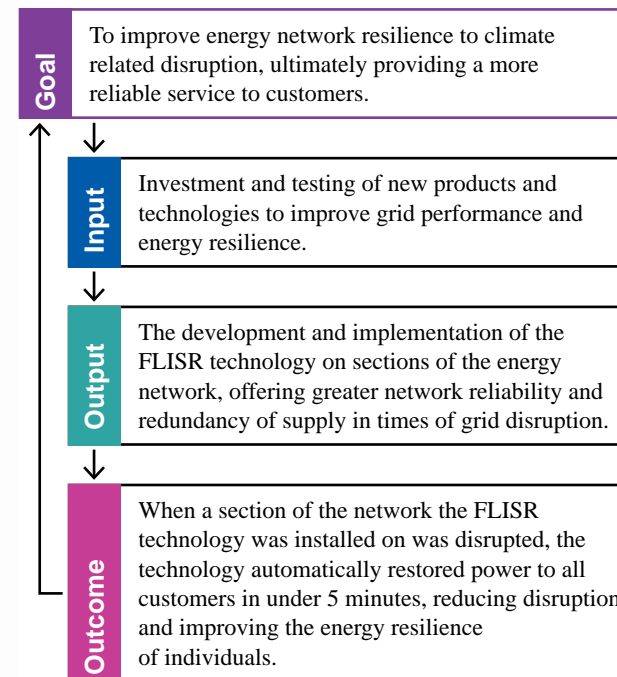 Goal
To improve energy network resilience to climate
related disruption, ultimately providing a more
reliable service to customers.
Input
Investment and testing of new products and
technologies to improve grid performance and
energy resilience.
Output
The development and implementation of the
FLISR technology on sections of the energy
network, offering greater network reliability and
redundancy of supply in times of grid disruption.
Outcome
When a section of the network the FLISR
technology was installed on was disrupted, the
technology automatically restored power to all
customers in under 5 minutes, reducing disruption
and improving the energy resilience
of individuals.